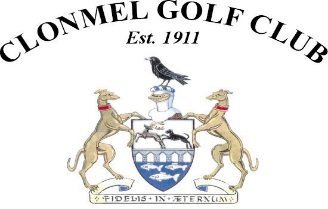 CLONMEL GOLF CLUB
Est. 1911
FIDELIS · IN · ÆTERNUM